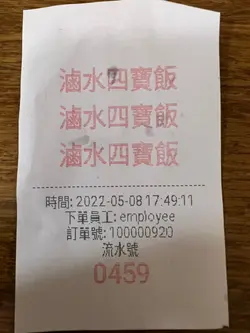 滷水四寶飯
滷水四寶飯
滷水四寶飯
時間: 2022-05-08 17:49:11
下單員工: employee
訂單號: 100000920
流水號
0459